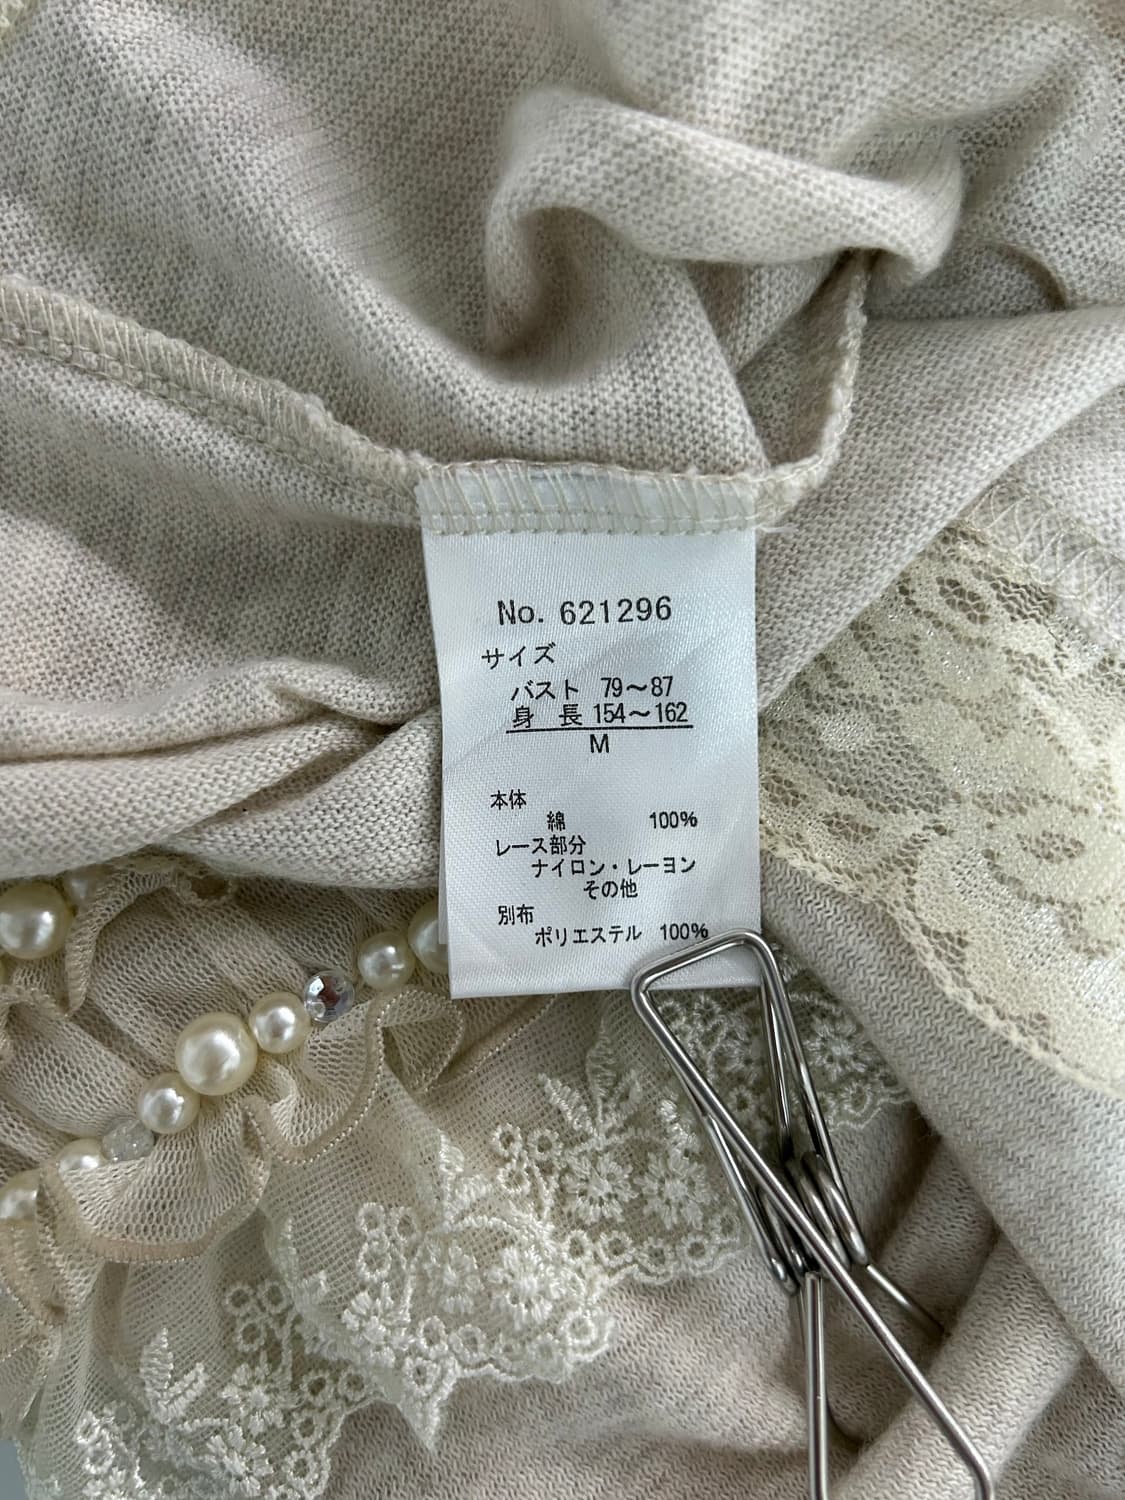 No. 621296
サイズ
バスト 79～87
身 長 154～162
M
本体
綿 100%
レース部分
ナイロン・レーヨン
その他
別布
ポリエステル 100%